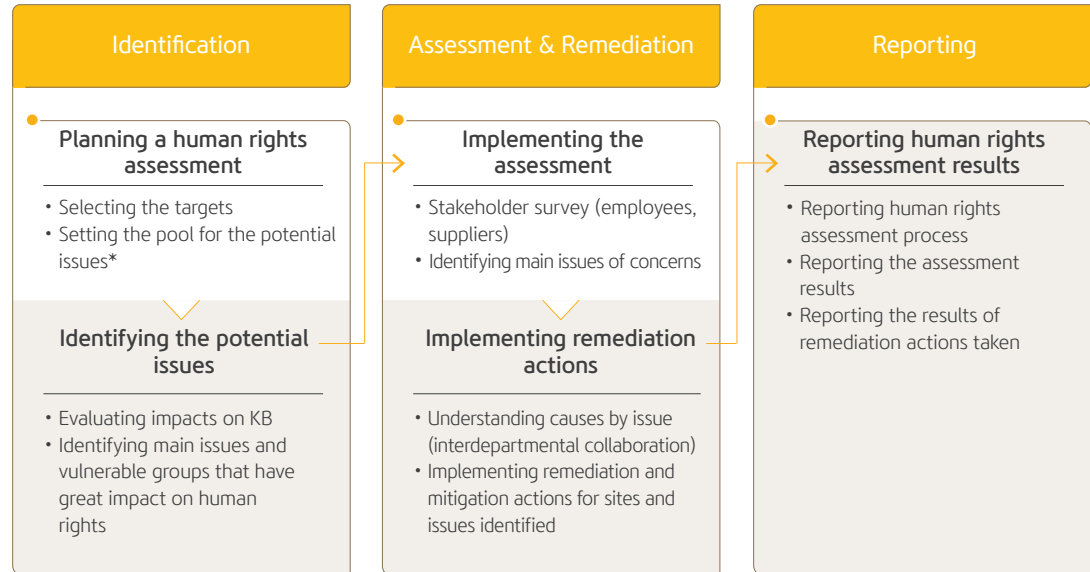 Identification
Planning a human rights
assessment
• Selecting the targets
• Setting the pool for the potential
issues*
Identifying the potential
issues
• Evaluating impacts on KB
• Identifying main issues and
vulnerable groups that have
great impact on human
rights
Assessment & Remediation
Implementing the
assessment
• Stakeholder survey (employees,
suppliers)
• Identifying main issues of concerns
Implementing remediation
actions
• Understanding causes by issue
(interdepartmental collaboration)
• Implementing remediation and
mitigation actions for sites and
issues identified
Reporting
Reporting human rights
assessment results
• Reporting human rights
assessment process
• Reporting the assessment
results
• Reporting the results of
remediation actions taken